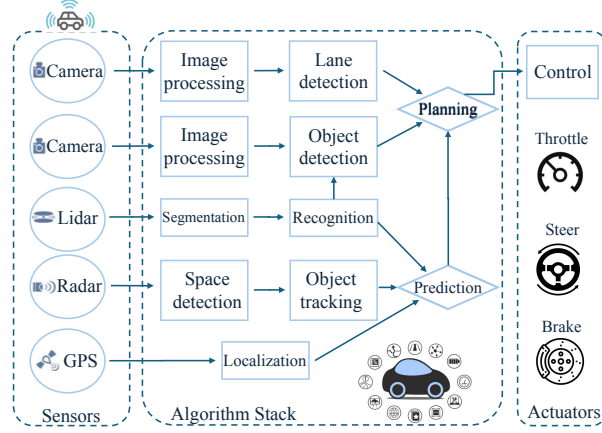 Camera
Image
processing
Lane
detection
Planning
Control
Camera
Image
processing
Object
detection
Throttle
Lidar
Segmentation
Recognition
Steer
Radar
Space
detection
Object
tracking
Prediction
Brake
GPS
Localization
Sensors
Algorithm Stack
Actuators